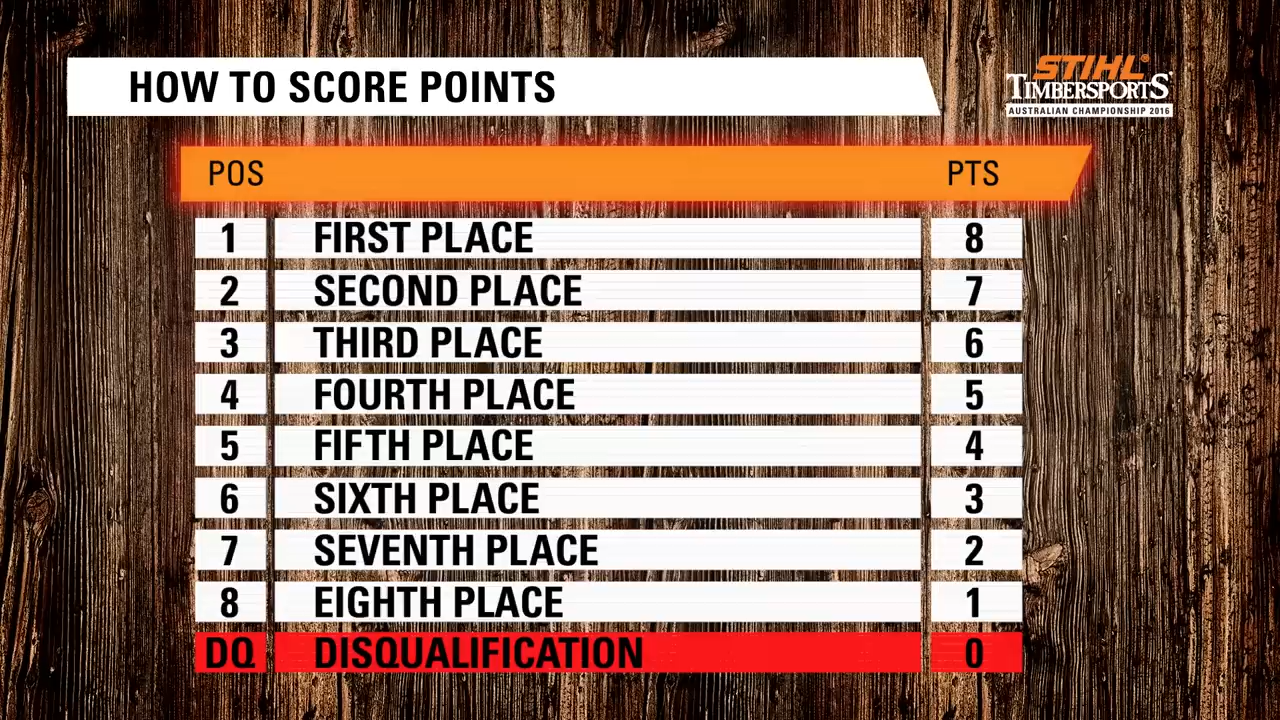 HOW TO SCORE POINTS
STIHL®
TIMBERSPORTS®
AUSTRALIAN CHAMPIONSHIP 2016
POS PTS
1 FIRST PLACE 8
2 SECOND PLACE 7
3 THIRD PLACE 6
4 FOURTH PLACE 5
5 FIFTH PLACE 4
6 SIXTH PLACE 3
7 SEVENTH PLACE 2
8 EIGHTH PLACE 1
DQ DISQUALIFICATION 0